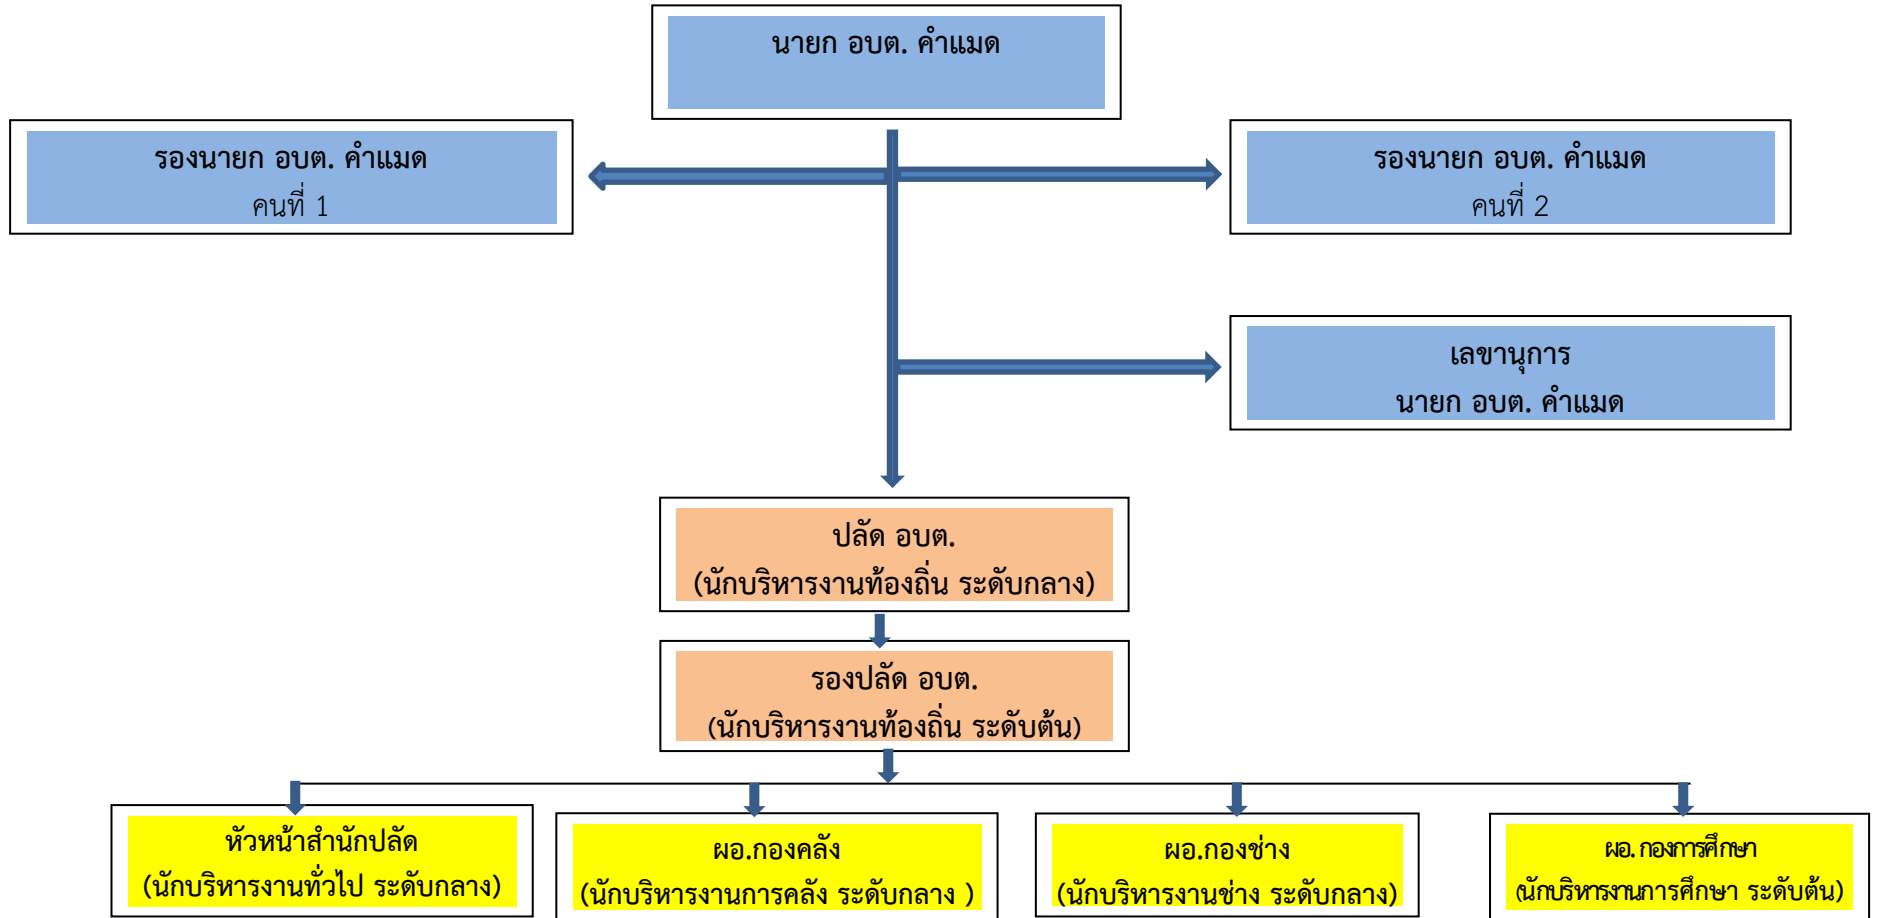 นายก อบต. คำแมด
รองนายก อบต. คำแมด
คนที่ 1
รองนายก อบต. คำแมด
คนที่ 2
เลขานุการ
นายก อบต. คำแมด
ปลัด อบต.
(นักบริหารงานท้องถิ่น ระดับกลาง)
รองปลัด อบต.
(นักบริหารงานท้องถิ่น ระดับต้น)
หัวหน้าสำนักปลัด
(นักบริหารงานทั่วไป ระดับกลาง)
ผอ.กองคลัง
(นักบริหารงานการคลัง ระดับกลาง )
ผอ.กองช่าง
(นักบริหารงานช่าง ระดับกลาง)
ผอ. กองการศึกษา
(นักบริหารงานการศึกษา ระดับต้น)